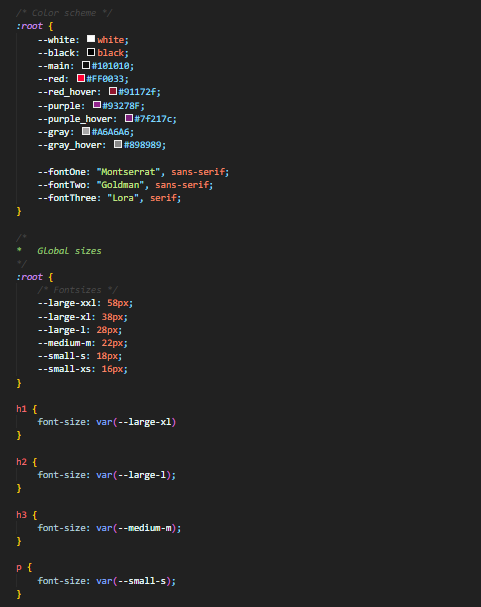 /* Color scheme */
:root {
--white: white;
--black: black;
--main: #101010;
--red: #FF0033;
--red_hover: #91172f;
--purple: #93278F;
--purple_hover: #7f217c;
--gray: #A6A6A6;
--gray_hover: #898989;
--fontOne: "Montserrat", sans-serif;
--fontTwo: "Goldman", sans-serif;
--fontThree: "Lora", serif;
}
/*
* Global sizes
*/
:root {
/* Fontsizes */
--large-xxl: 58px;
--large-xl: 38px;
--large-l: 28px;
--medium-m: 22px;
--small-s: 18px;
--small-xs: 16px;
}
h1 {
font-size: var(--large-xl)
}
h2 {
font-size: var(--large-l);
}
h3 {
font-size: var(--medium-m);
}
p {
font-size: var(--small-s);
}